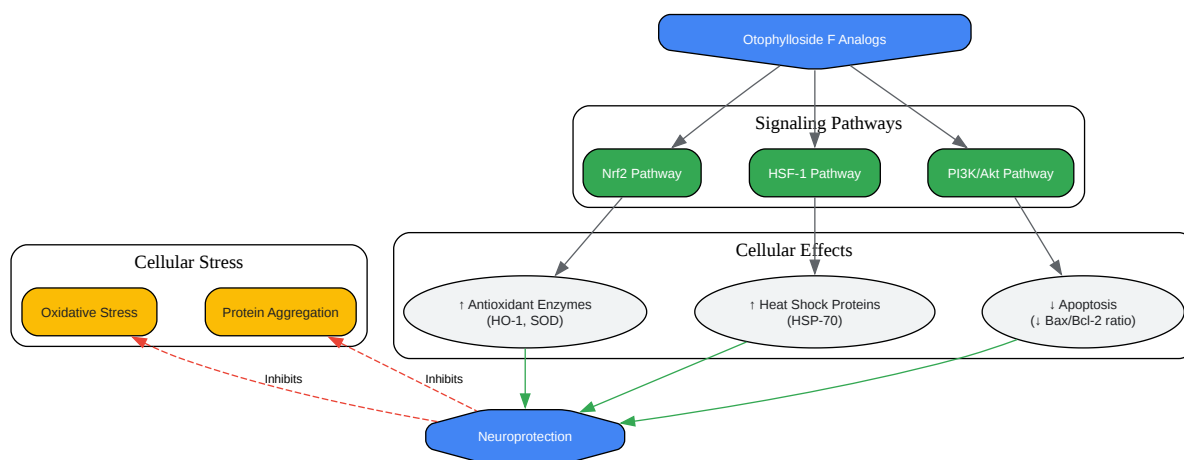 Otophylloside F Analogs
Signaling Pathways
Nrf2 Pathway
HSF-1 Pathway
PI3K/Akt Pathway
Cellular Stress
Cellular Effects
Oxidative Stress
Protein Aggregation
↑ Antioxidant Enzymes
(HO-1, SOD)
↑ Heat Shock Proteins
(HSP-70)
↓ Apoptosis
(↓ Bax/Bcl-2 ratio)
Inhibits
Inhibits
Neuroprotection